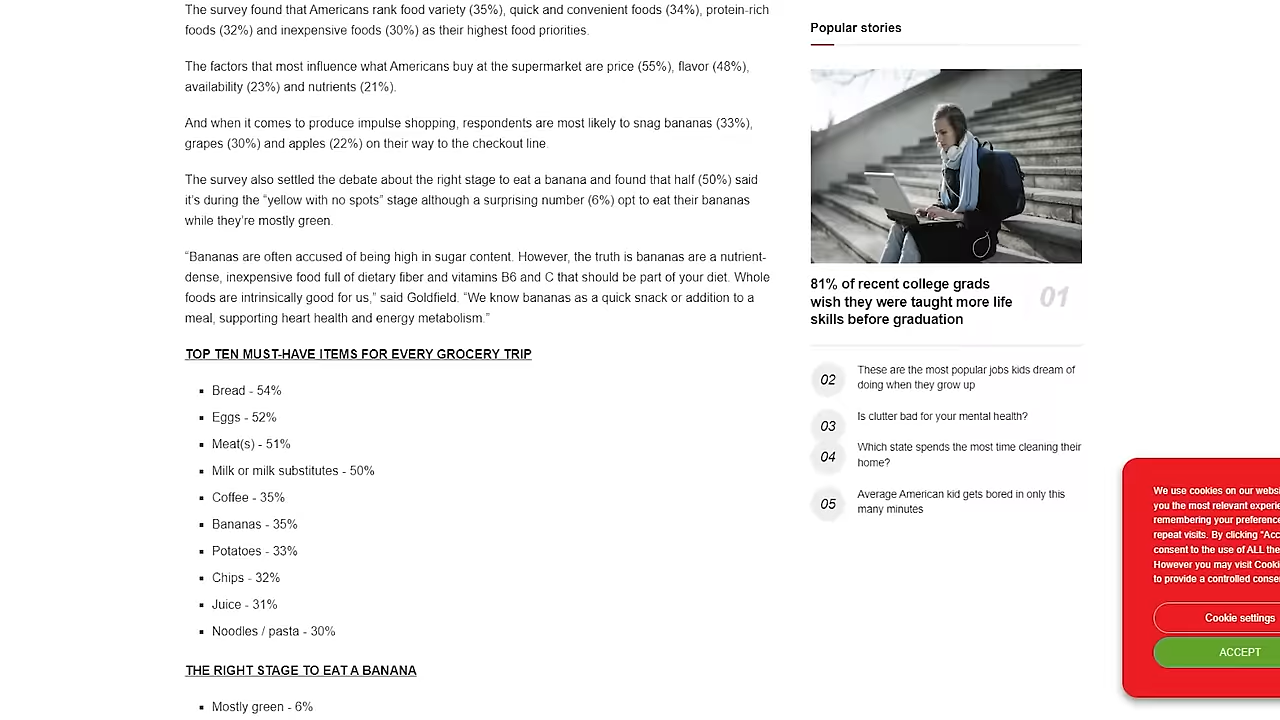 The survey found that Americans rank food variety (35%), quick and convenient foods (34%), protein-rich
foods (32%) and inexpensive foods (30%) as their highest food priorities.
The factors that most influence what Americans buy at the supermarket are price (55%), flavor (48%),
availability (23%) and nutrients (21%).
And when it comes to produce impulse shopping, respondents are most likely to snag bananas (33%),
grapes (30%) and apples (22%) on their way to the checkout line.
The survey also settled the debate about the right stage to eat a banana and found that half (50%) said
it’s during the “yellow with no spots” stage although a surprising number (6%) opt to eat their bananas
while they’re mostly green.
“Bananas are often accused of being high in sugar content. However, the truth is bananas are a nutrient-
dense, inexpensive food full of dietary fiber and vitamins B6 and C that should be part of your diet. Whole
foods are intrinsically good for us,” said Goldfield. “We know bananas as a quick snack or addition to a
meal, supporting heart health and energy metabolism.”
TOP TEN MUST-HAVE ITEMS FOR EVERY GROCERY TRIP
Bread - 54%
Eggs - 52%
Meat(s) - 51%
Milk or milk substitutes - 50%
Coffee - 35%
Bananas - 35%
Potatoes - 33%
Chips - 32%
Juice - 31%
Noodles / pasta - 30%
THE RIGHT STAGE TO EAT A BANANA
Mostly green - 6%
Popular stories
81% of recent college grads
wish they were taught more life
skills before graduation
01
02
These are the most popular jobs kids dream of
doing when they grow up
03
Is clutter bad for your mental health?
04
Which state spends the most time cleaning their
home?
05
Average American kid gets bored in only this
many minutes
We use cookies on our
you the most relevant
remembering your
repeat visits. By clicking
consent to the use of ALL the
However you may visit
to provide a controlled
Cookie settings
ACCEPT